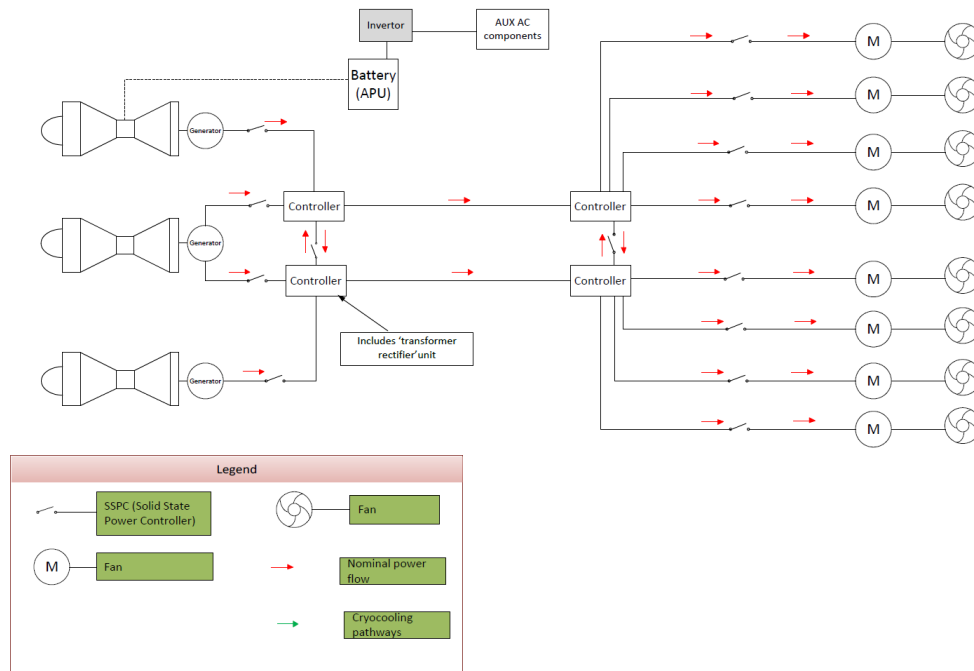 Invertor
AUX AC
components
Battery
(APU)
Generator
Generator
Generator
Controller
Controller
Controller
Controller
Includes 'transformer
rectifier'unit
M
M
M
M
M
M
M
M
Legend
SSPC (Solid State
Power Controller)
Fan
M
Fan
Nominal power
flow
Cryocooling
pathways